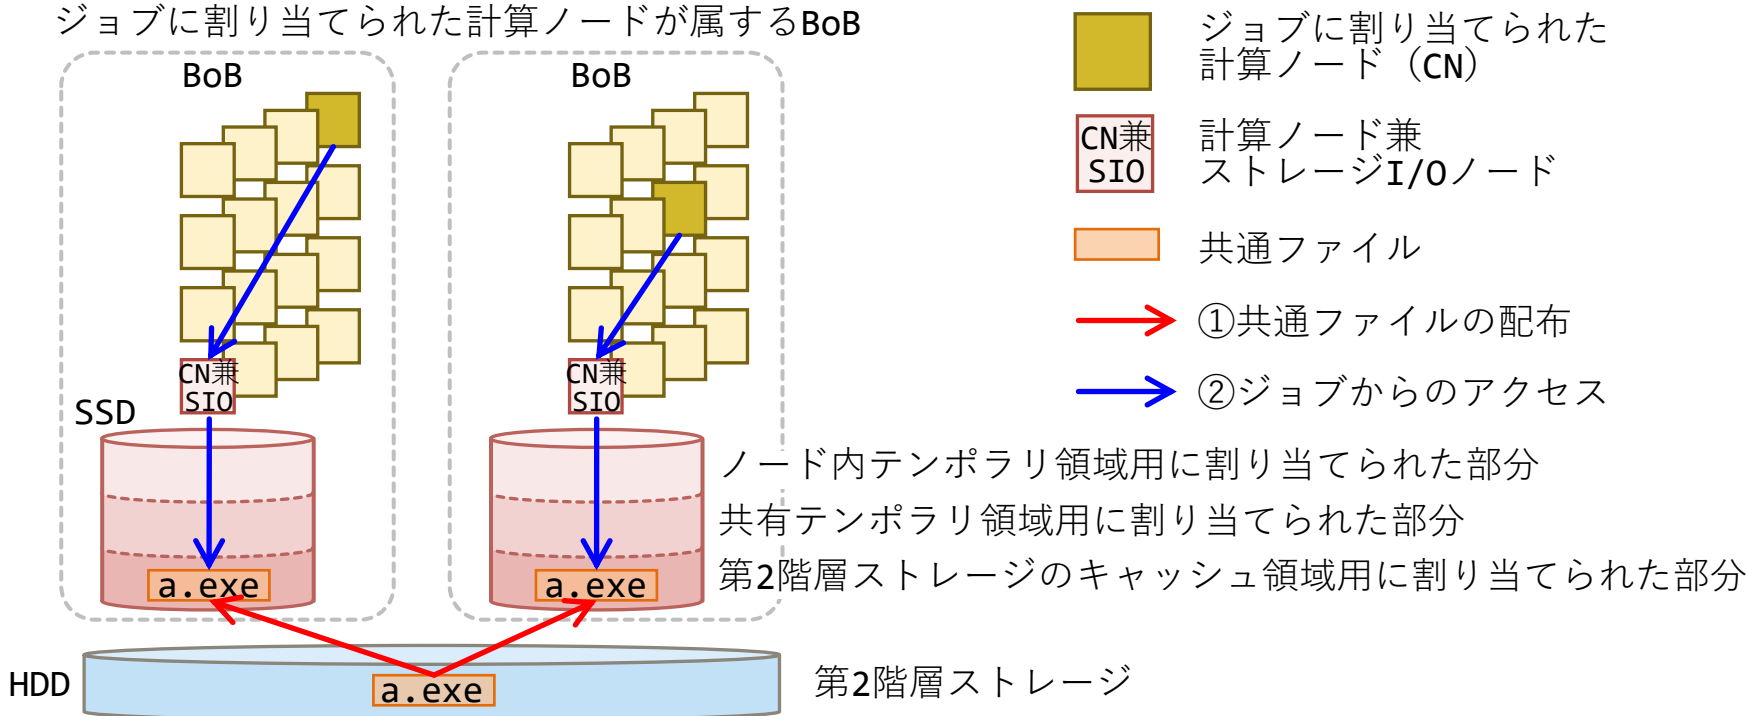 ジョブに割り当てられた計算ノードが属するBoB
BoB
BoB
CN兼
SIO
CN兼
SIO
SSD
a.exe
a.exe
HDD
a.exe
ジョブに割り当てられた
計算ノード（CN）
CN兼
SIO
計算ノード兼
ストレージI/Oノード
共通ファイル
①共通ファイルの配布
②ジョブからのアクセス
ノード内テンポラリ領域用に割り当てられた部分
共有テンポラリ領域用に割り当てられた部分
第2階層ストレージのキャッシュ領域用に割り当てられた部分
第2階層ストレージ